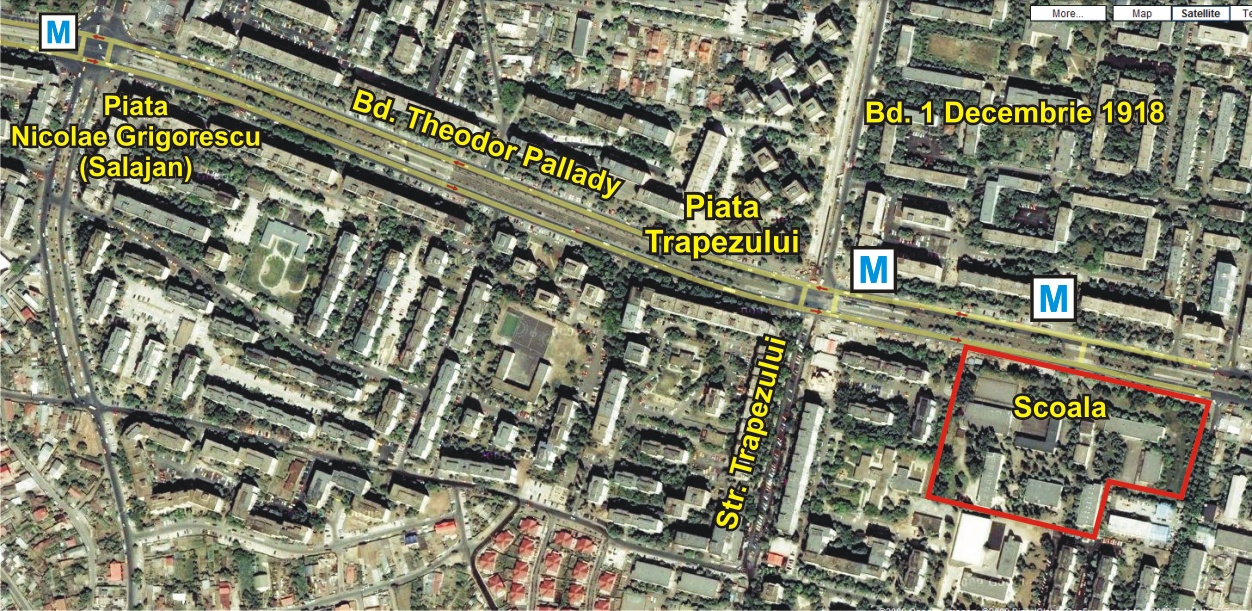 More...
Map
Satellite
M
Piata
Nicolae Grigorescu
(Salajan)
Bd. Theodor Pallady
Bd. 1 Decembrie 1918
Piata
Trapezului
M
M
Str. Trapezului
Scoala